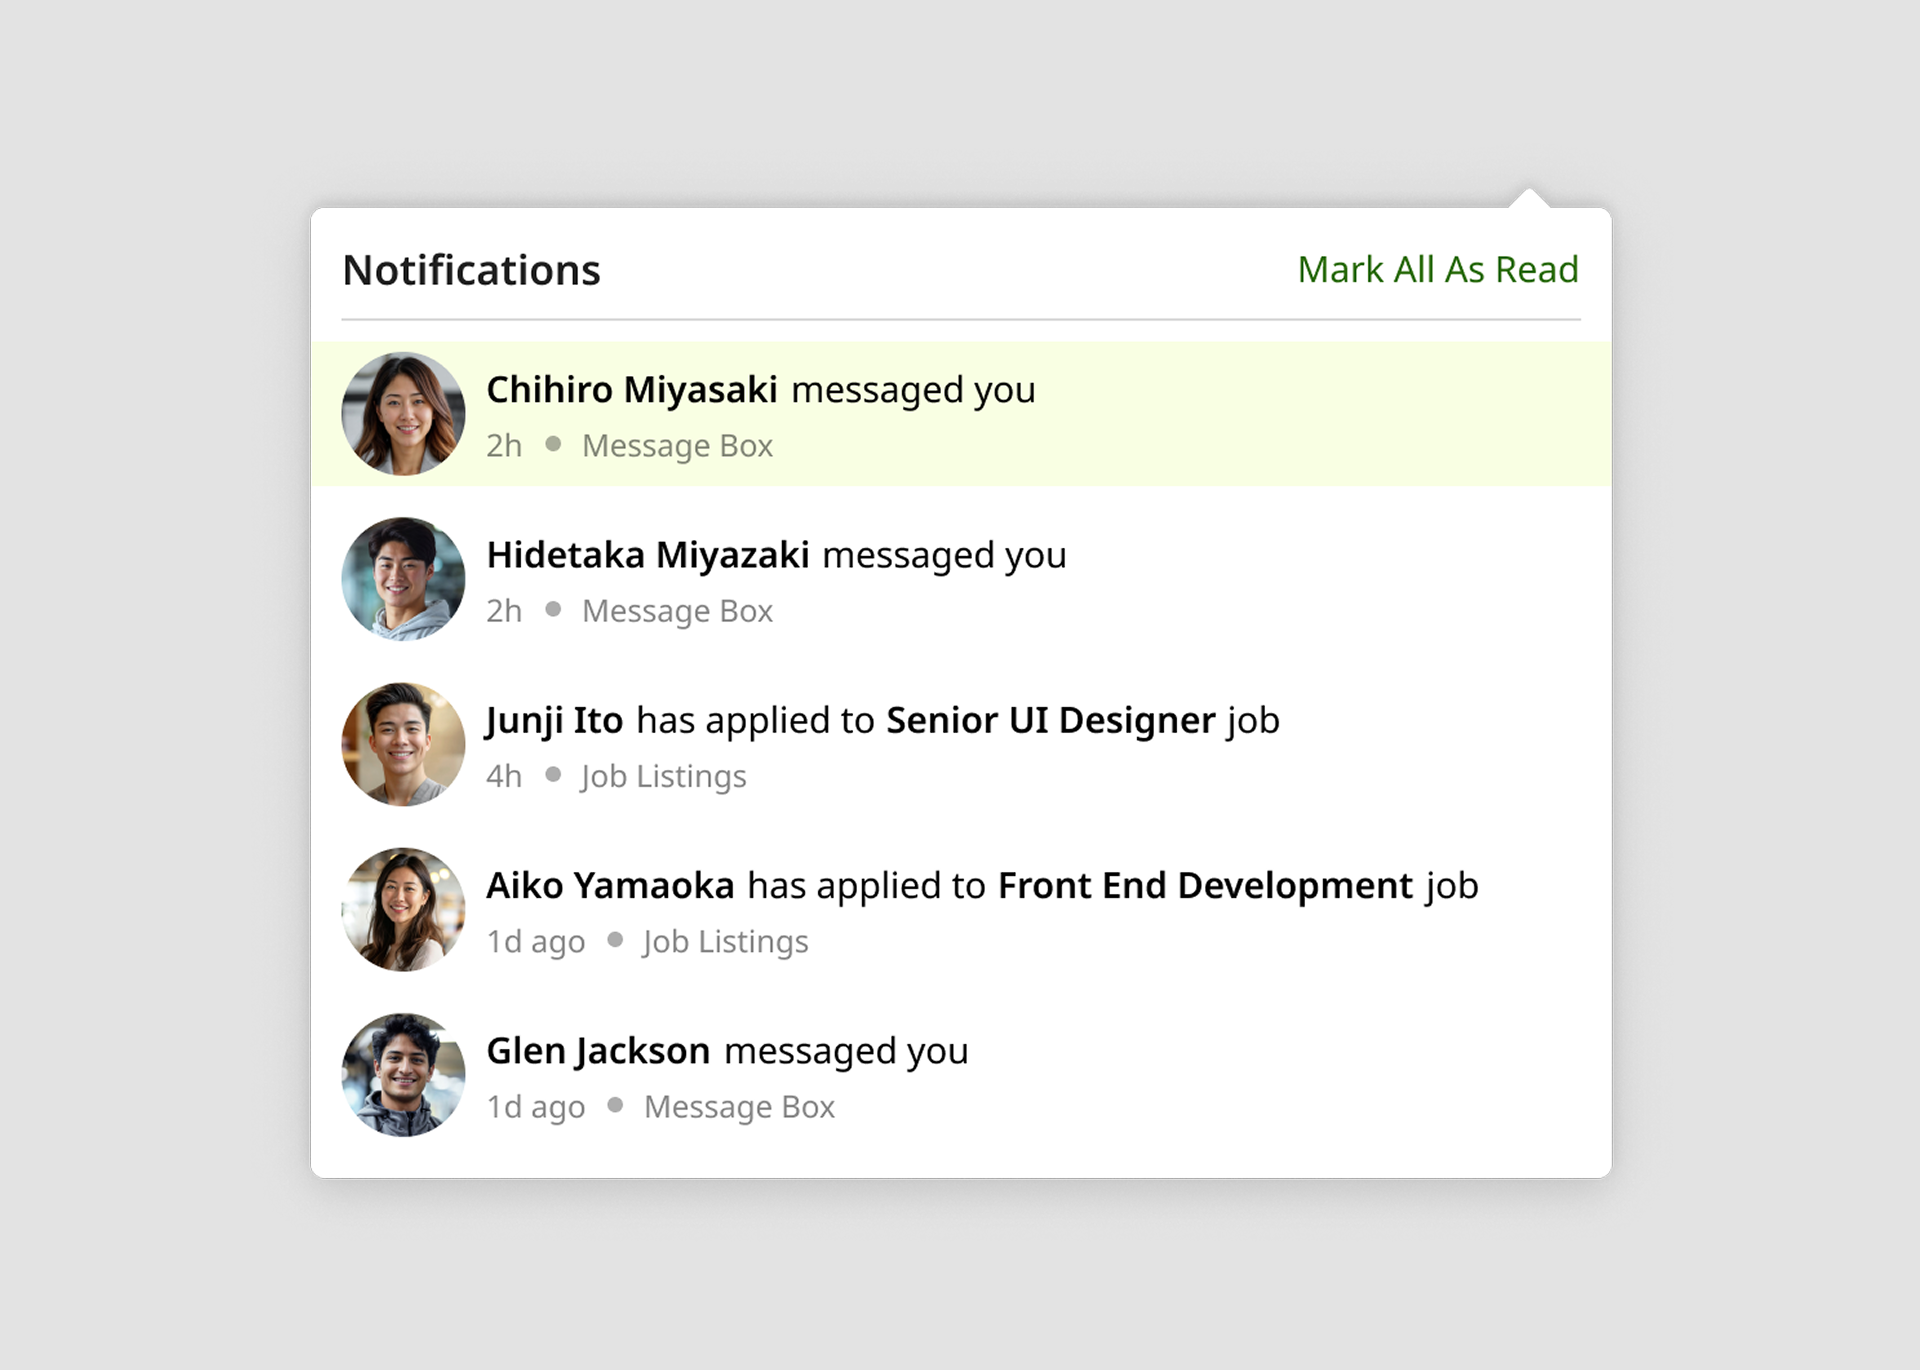 Notifications
Mark All As Read
Chihiro Miyasaki messaged you
2h • Message Box
Hidetaka Miyazaki messaged you
2h • Message Box
Junji Ito has applied to Senior UI Designer job
4h • Job Listings
Aiko Yamaoka has applied to Front End Development job
1d ago • Job Listings
Glen Jackson messaged you
1d ago • Message Box